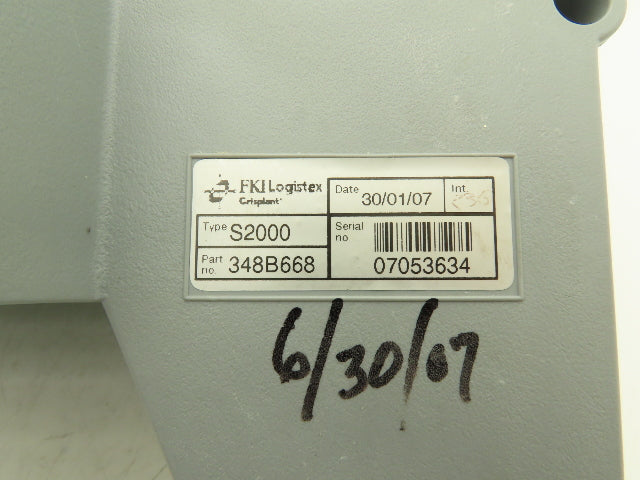 FKI Logistex
Crisplant
Date 30/01/07
Int.
Type S2000
Serial no 07053634
Part no. 348B668
6/30/07